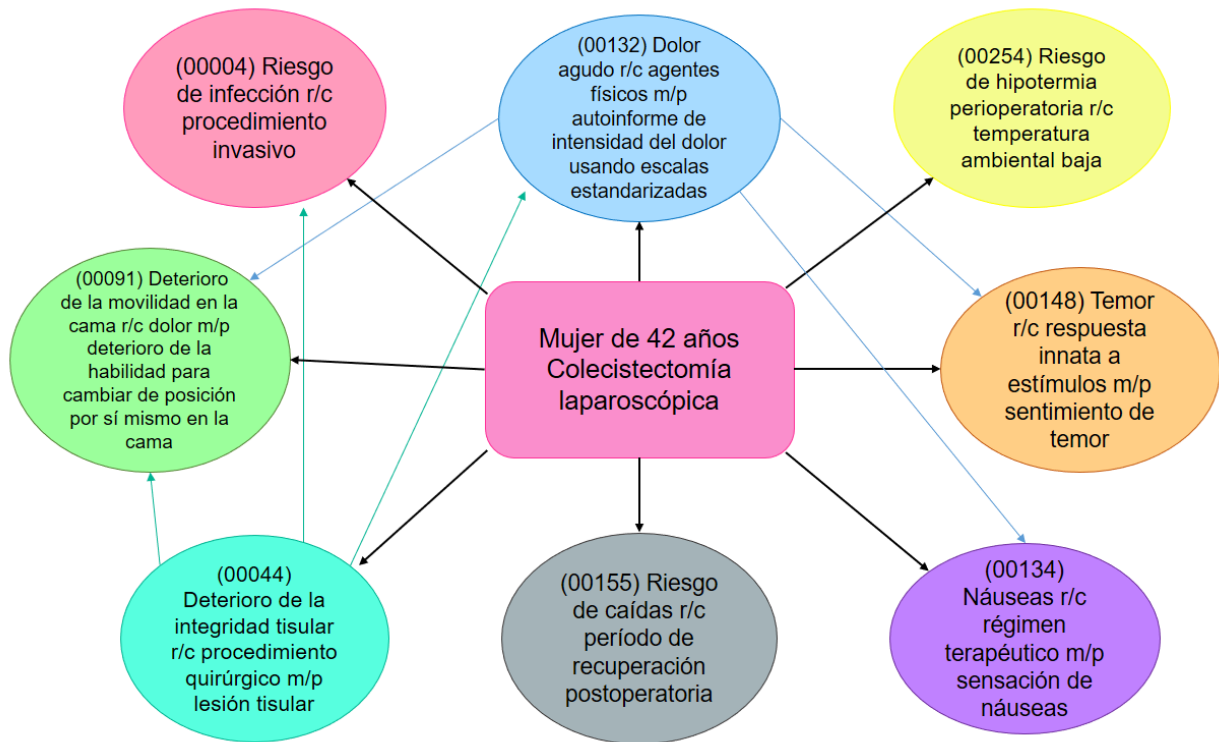 (00004) Riesgo
de infección r/c
procedimiento
invasivo
(00132) Dolor
agudo r/c agentes
físicos m/p
autoinforme de
intensidad del dolor
usando escalas
estandarizadas
(00254) Riesgo
de hipotermia
perioperatoria r/c
temperatura
ambiental baja
(00091) Deterioro
de la movilidad en la
cama r/c dolor m/p
deterioro de la
habilidad para
cambiar de posición
por sí mismo en la
cama
Mujer de 42 años
Colecistectomía
laparoscópica
(00148) Temor
r/c respuesta
innata a
estímulos m/p
sentimiento de
temor
(00044)
Deterioro de la
integridad tisular
r/c procedimiento
quirúrgico m/p
lesión tisular
(00155) Riesgo
de caídas r/c
período de
recuperación
postoperatoria
(00134)
Náuseas r/c
régimen
terapéutico m/p
sensación de
náuseas